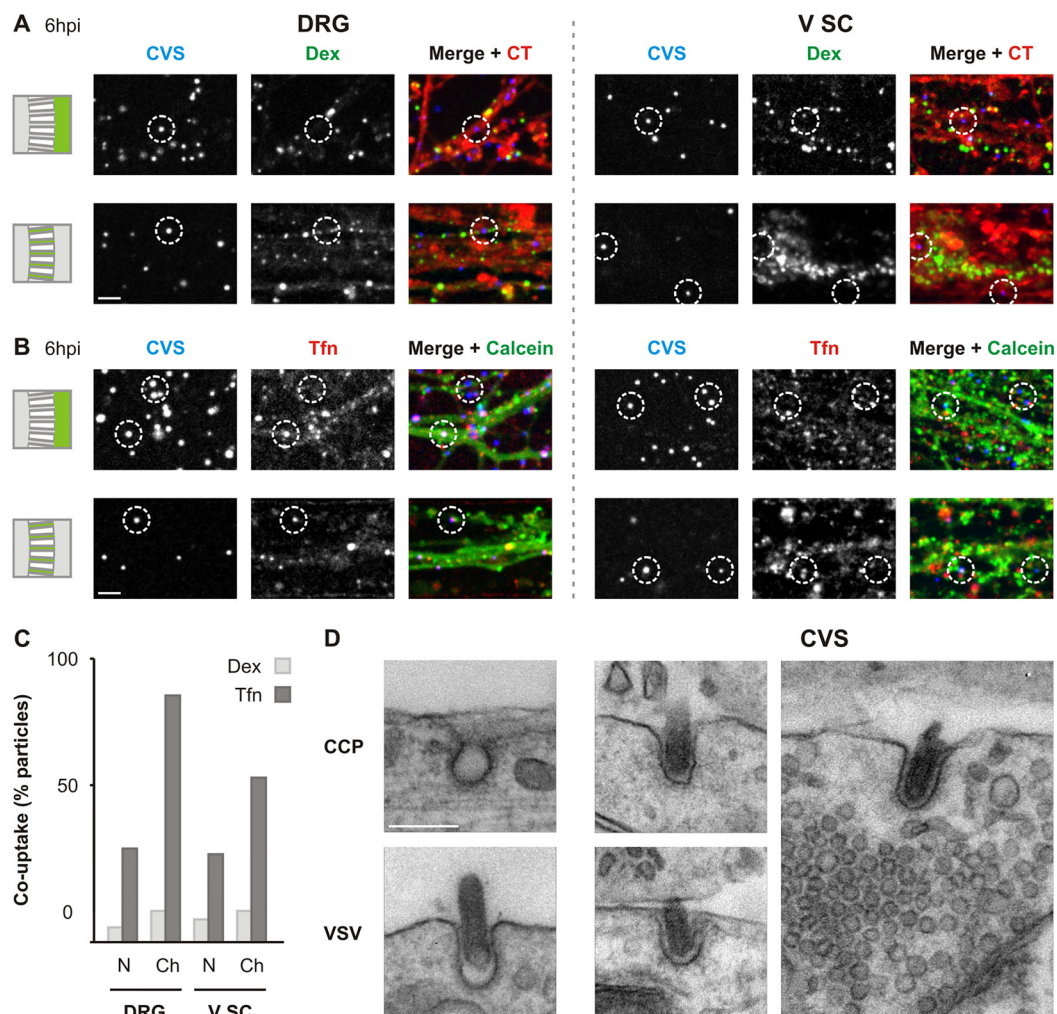 A 6hpi DRG V SC
CVS Dex Merge + CT CVS Dex Merge + CT
B 6hpi CVS Tfn Merge + Calcein CVS Tfn Merge + Calcein
C
100
50
0
Co-uptake (% particles)
Dex
Tfn
N Ch N Ch
DRG V SC
D CVS
CCP
VSV